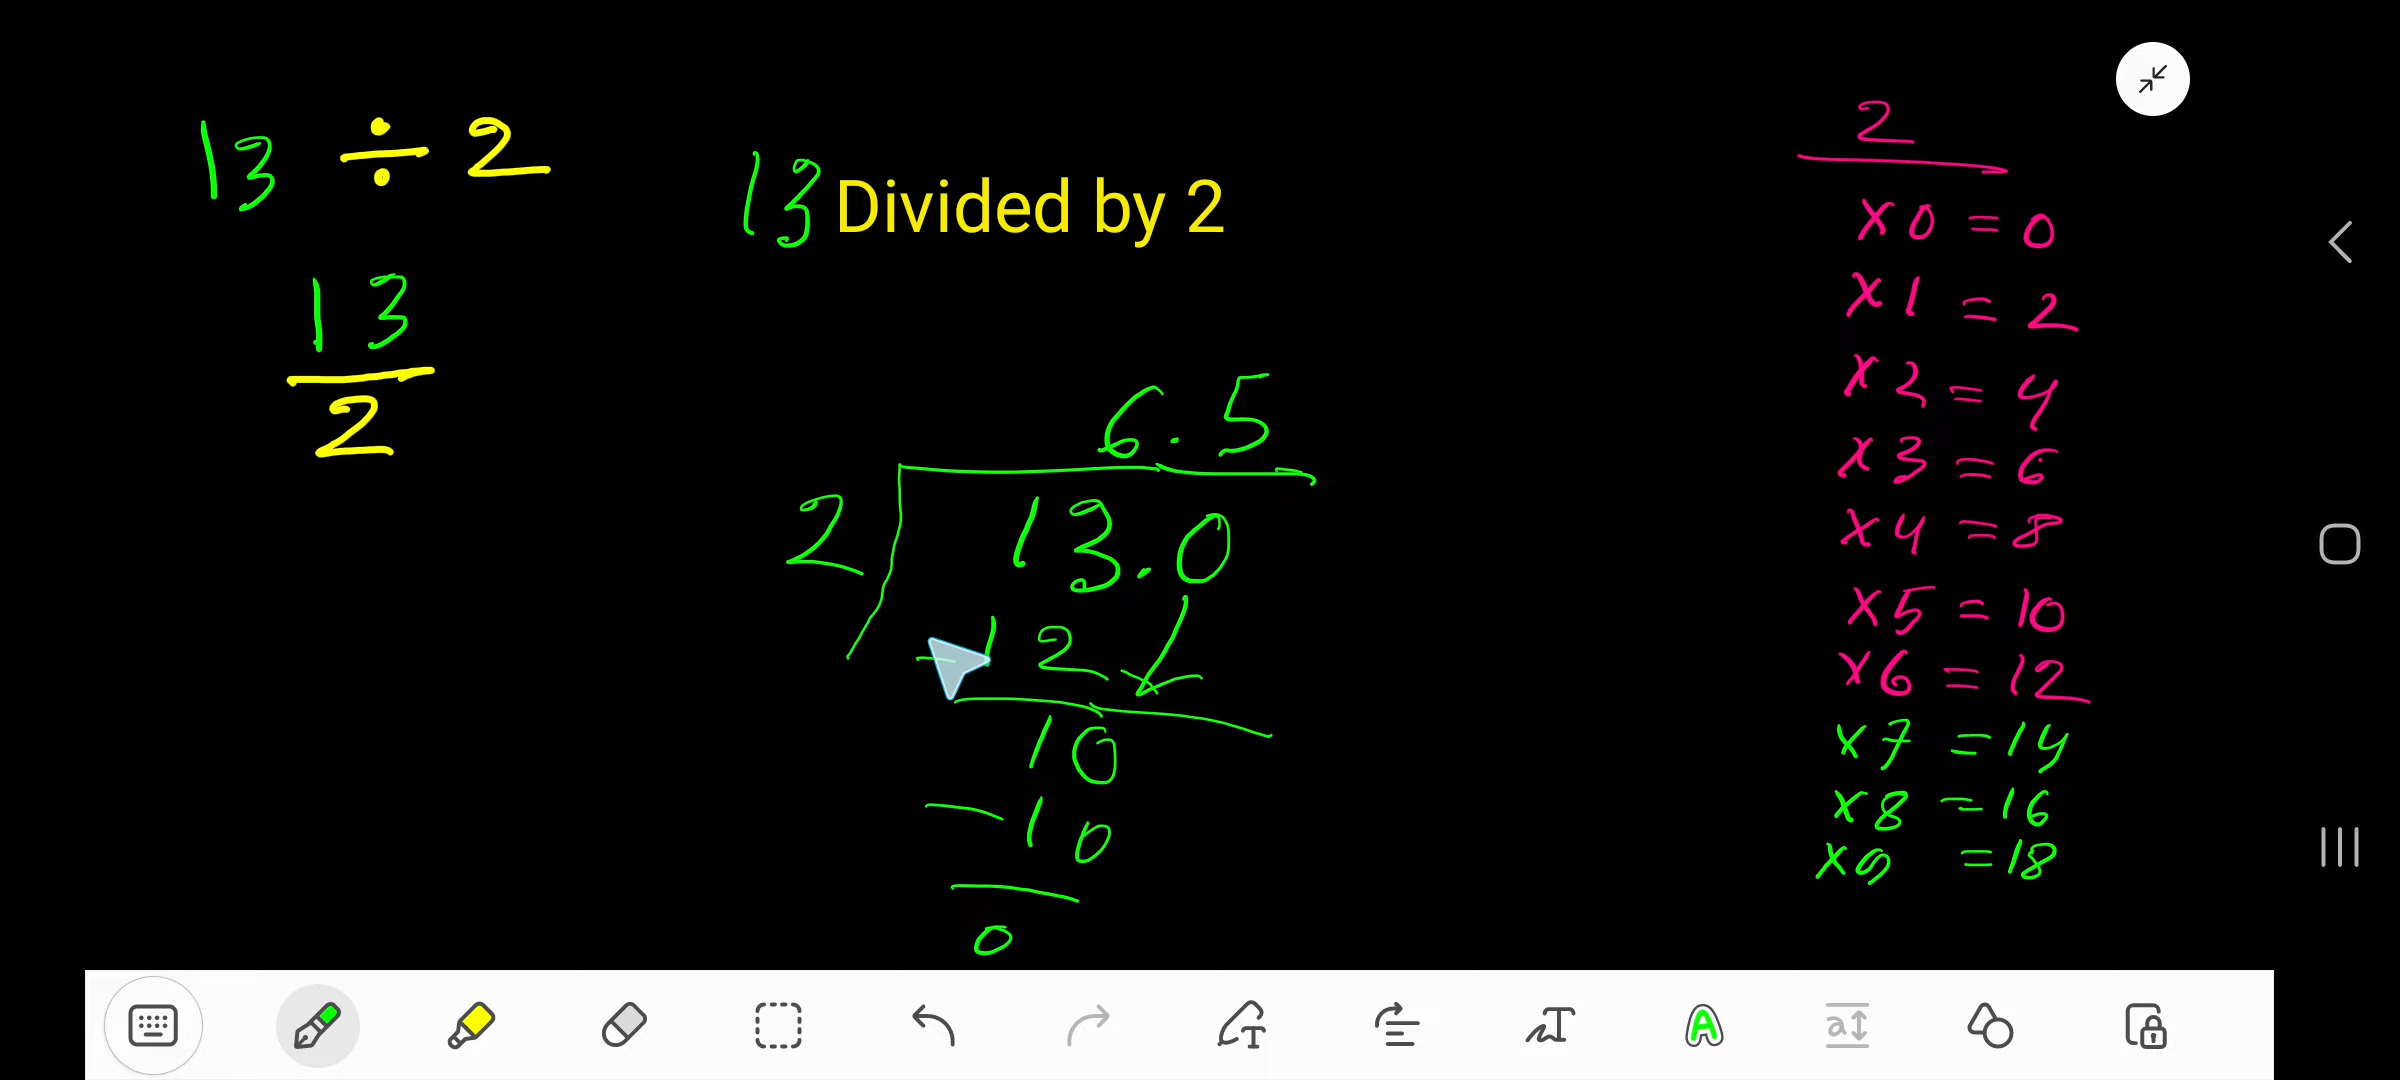 13 ÷ 2
13
2
13 Divided by 2
6.5
2 13.0
- 12
10
- 10
0
2
x0 = 0
x1 = 2
x2 = 4
x3 = 6
x4 = 8
x5 = 10
x6 = 12
x7 = 14
x8 = 16
x9 = 18
T
T
A
a